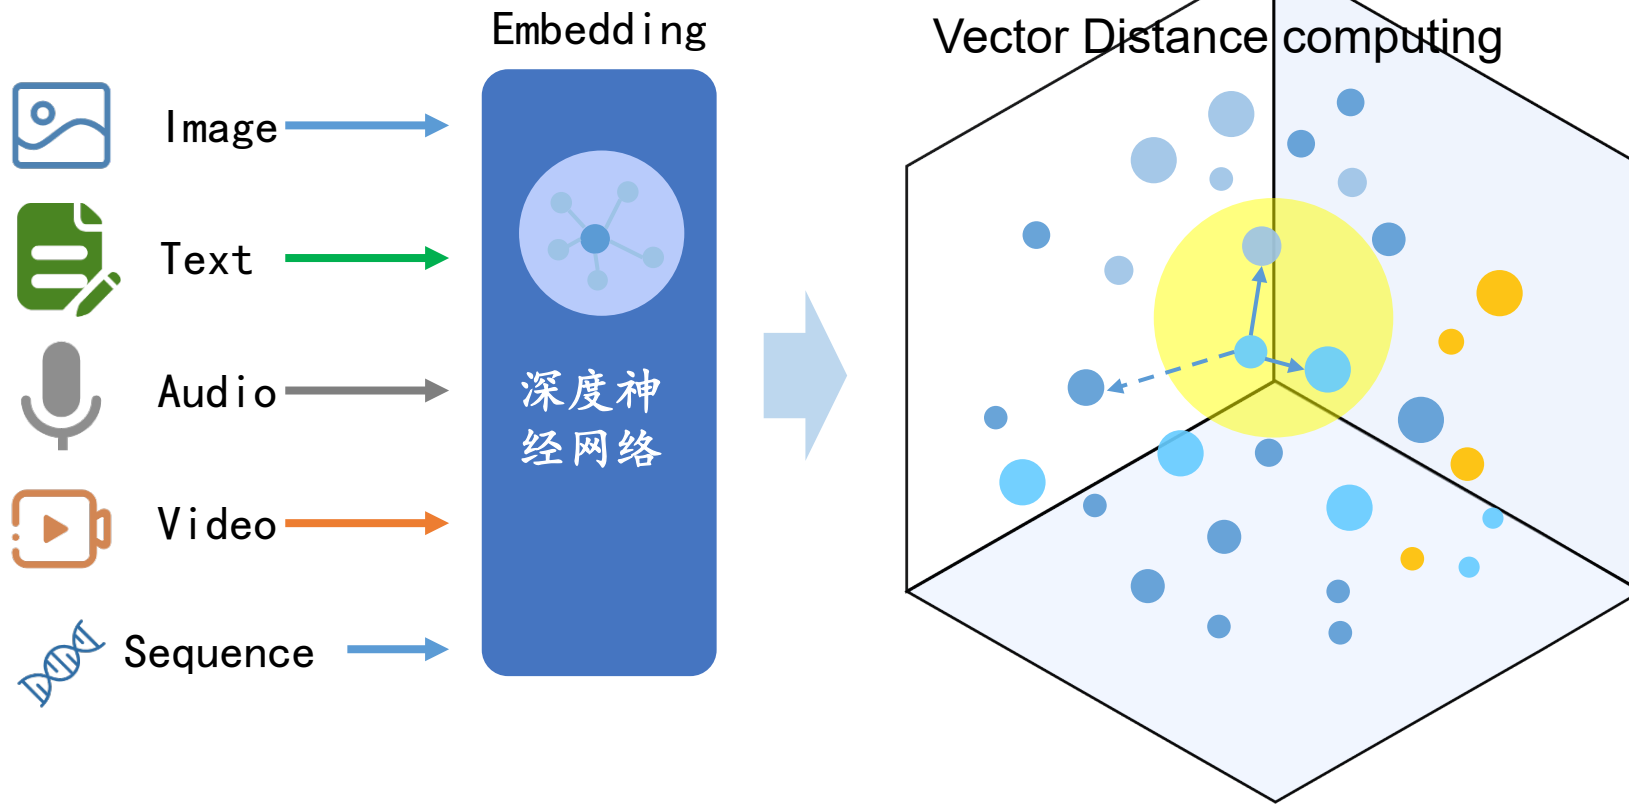 Embedding
Vector Distance computing
Image
Text
Audio
Video
Sequence
深度神
经网络